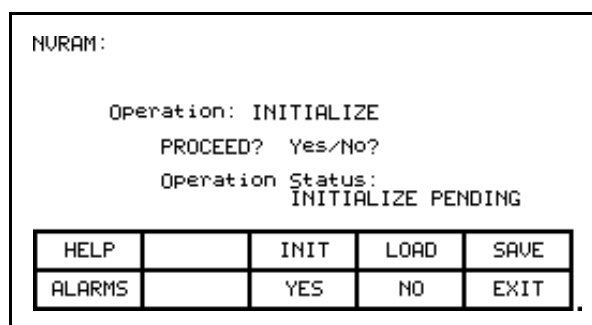 NVRAM:
Operation: INITIALIZE
PROCEED? Yes/No?
Operation Status:
INITIALIZE PENDING
HELP INIT LOAD SAVE
ALARMS YES NO EXIT
.